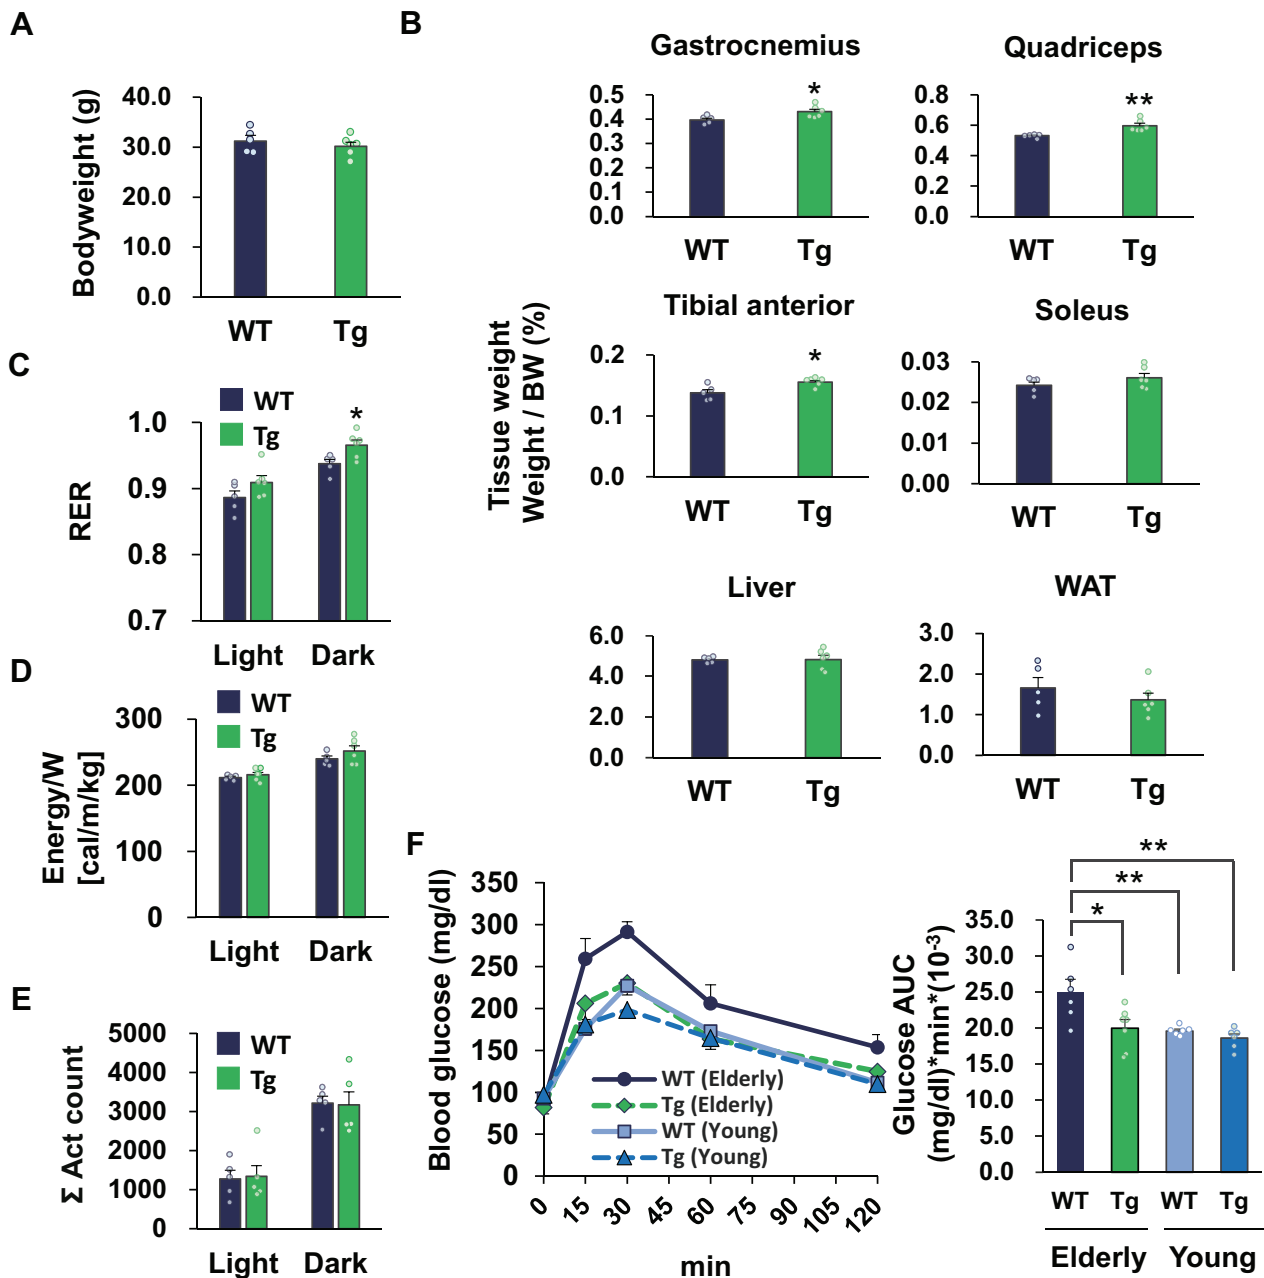 A
Bodyweight (g)
40.0
30.0
20.0
10.0
0.0
WT Tg
B
Tissue weight
Weight / BW (%)
Gastrocnemius
0.5
0.4
0.3
0.2
0.1
0.0
*
WT Tg
Quadriceps
0.8
0.6
0.4
0.2
0.0
**
WT Tg
Tibial anterior
0.2
0.1
0.0
*
WT Tg
Soleus
0.03
0.02
0.01
0.00
WT Tg
Liver
6.0
4.0
2.0
0.0
WT Tg
WAT
3.0
2.0
1.0
0.0
WT Tg
C
RER
WT
Tg
1.0
0.9
0.8
0.7
*
Light Dark
D
Energy/W
[cal/m/kg]
WT
Tg
300
200
100
0
Light Dark
E
Σ Act count
WT
Tg
5000
4000
3000
2000
1000
0
Light Dark
F
Blood glucose (mg/dl)
350
300
250
200
150
100
50
0
WT (Elderly)
Tg (Elderly)
WT (Young)
Tg (Young)
0 15 30 45 60 75 90 105 120
min
Glucose AUC
(mg/dl)*min*(10⁻³)
35.0
30.0
25.0
20.0
15.0
10.0
5.0
0.0
**
**
*
WT Tg WT Tg
Elderly Young